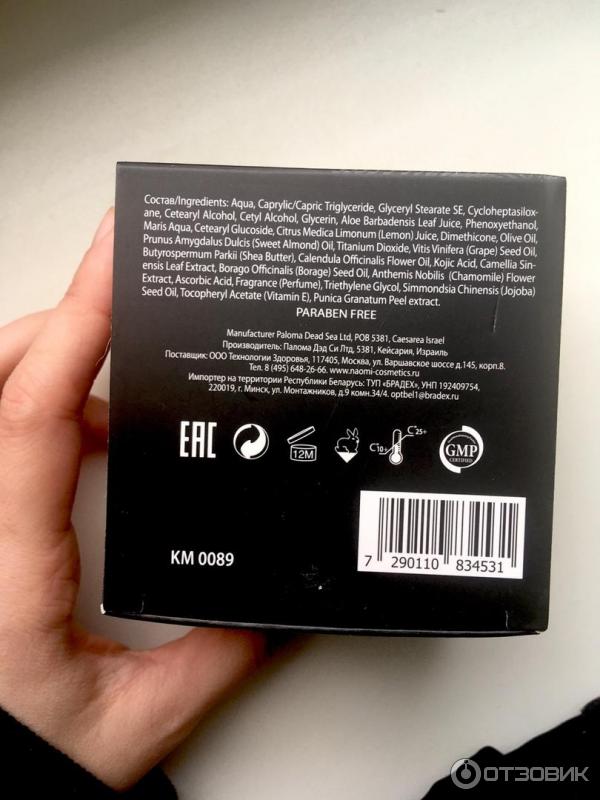 Состав/Ingredients: Aqua, Caprylic/Capric Triglyceride, Glyceryl Stearate SE, Cycloheptasilox-
ane, Cetearyl Alcohol, Cetyl Alcohol, Glycerin, Aloe Barbadensis Leaf Juice, Phenoxyethanol,
Maris Aqua, Cetearyl Glucoside, Citrus Medica Limonum (Lemon) Juice, Dimethicone, Olive Oil,
Prunus Amygdalus Dulcis (Sweet Almond) Oil, Titanium Dioxide, Vitis Vinifera (Grape) Seed Oil,
Butyrospermum Parkii (Shea Butter), Calendula Officinalis Flower Oil, Kojic Acid, Camellia Sin-
ensis Leaf Extract, Borago Officinalis (Borage) Seed Oil, Anthemis Nobilis (Chamomile) Flower
Extract, Ascorbic Acid, Fragrance (Perfume), Triethylene Glycol, Simmondsia Chinensis (Jojoba)
Seed Oil, Tocopheryl Acetate (Vitamin E), Punica Granatum Peel extract.
PARABEN FREE
Manufacturer Paloma Dead Sea Ltd, POB 5381, Caesarea Israel
Производитель: Палома Дэд Си Лтд, 5381, Кейсария, Израиль
Поставщик: ООО Технологии Здоровья, 117405, Москва, ул. Варшавское шоссе д.145, корп.8.
Тел. 8 (495) 648-26-66. www.naomi-cosmetics.ru
Импортер на территории Республики Беларусь: ТУП «БРАДЕХ», УНП 192409754,
220019, г. Минск, ул. Монтажников, д.9 комн.34/4. optbel1@bradex.ru
EAC
12M
C°10+
C°25+
GMP
CERTIFIED
KM 0089
7 290110 834531
ОТЗОВИК